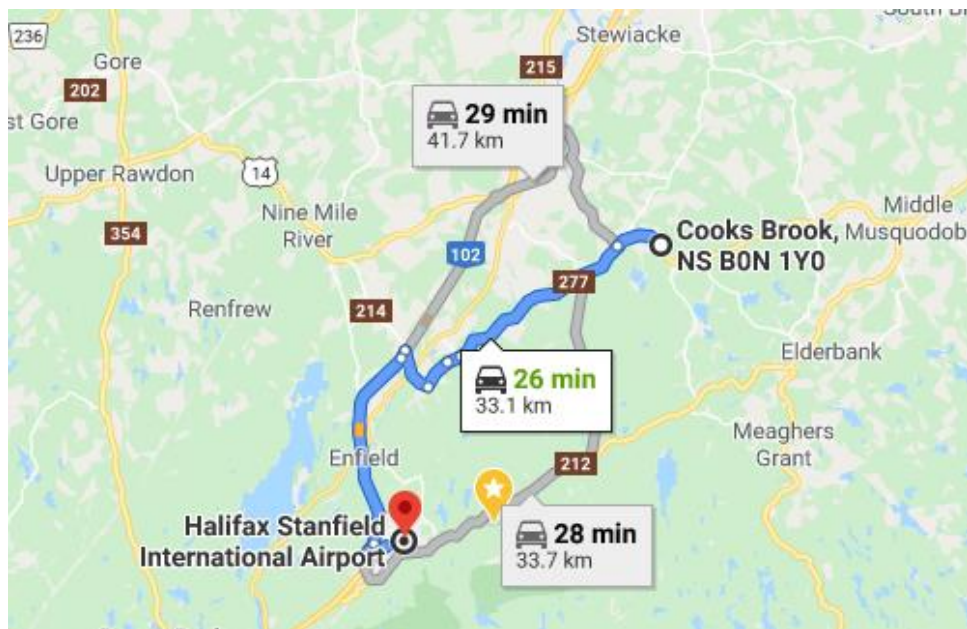 236
Gore
202
st Gore
Upper Rawdon
14
354
Nine Mile
River
Renfrew
214
102
215
Stewiacke
29 min
41.7 km
Cooks Brook,
NS B0N 1Y0
Middle
Musquodob
277
26 min
33.1 km
Elderbank
Meaghers
Grant
Enfield
212
Halifax Stanfield
International Airport
28 min
33.7 km